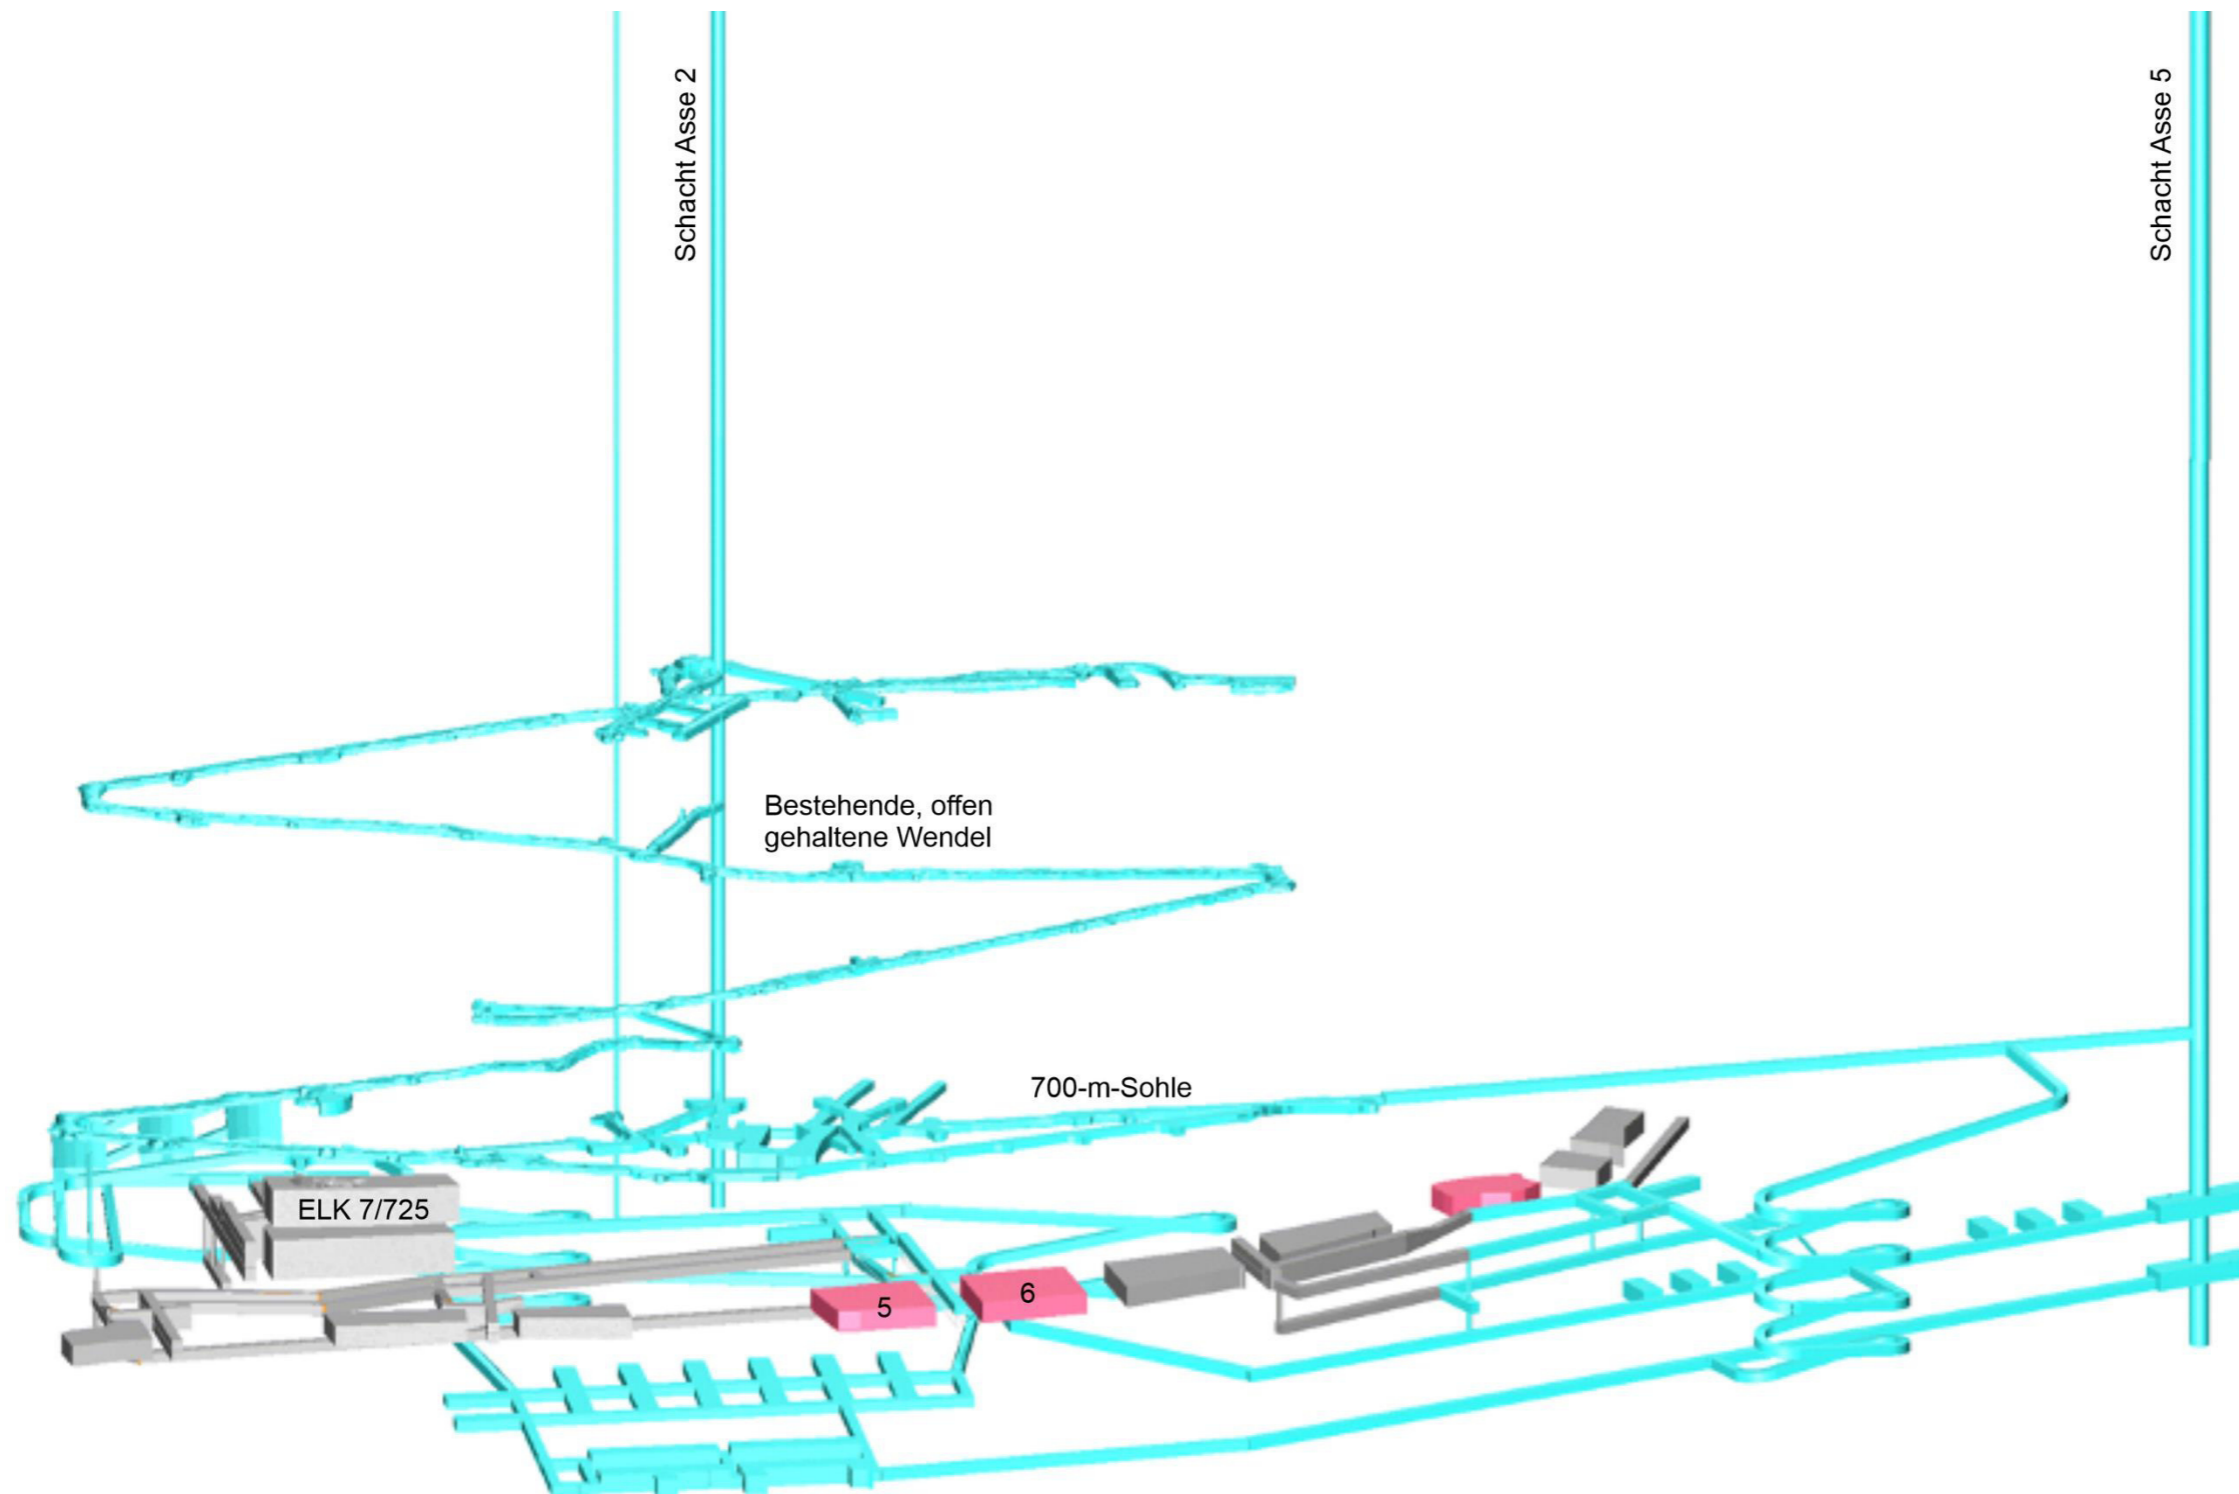 Schacht Asse 2
Schacht Asse 5
Bestehende, offen
gehaltene Wendel
700-m-Sohle
ELK 7/725
5
6